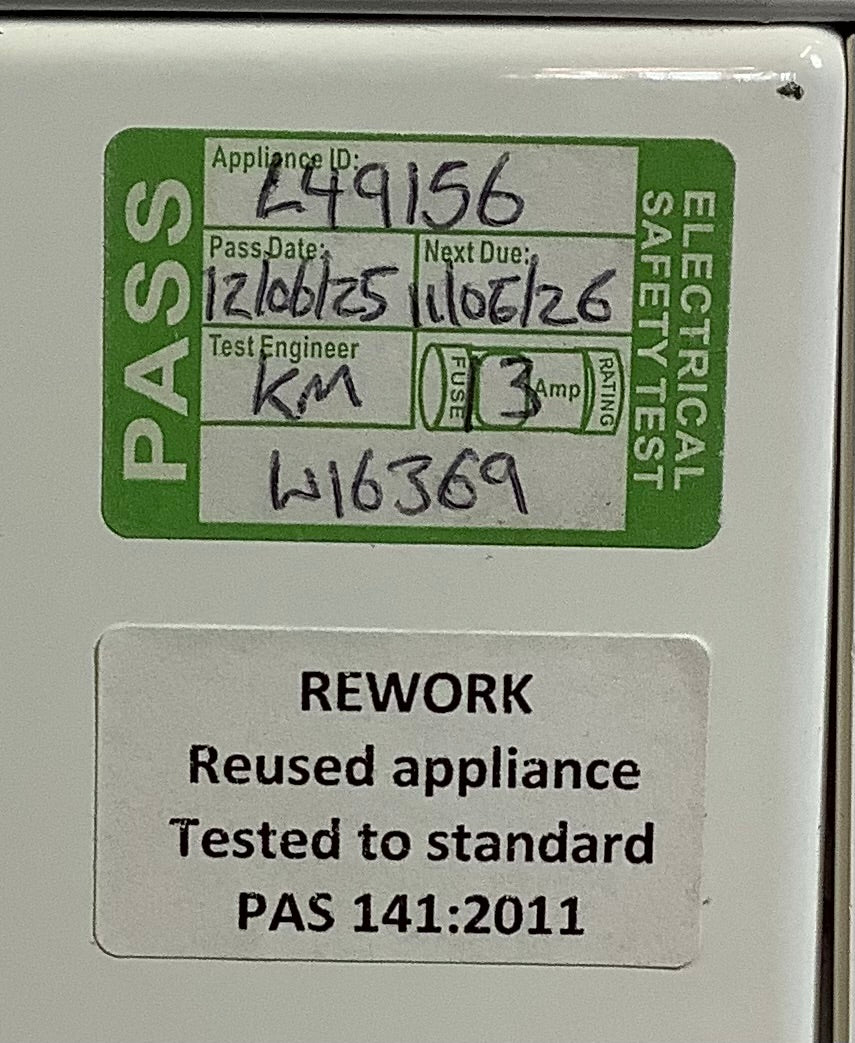 PASS
Appliance ID:
L49156
Pass Date:
12/06/25
Next Due:
11/06/26
Test Engineer
KM
FUSE 13 Amp RATING
W16369
ELECTRICAL
SAFETY TEST
REWORK
Reused appliance
Tested to standard
PAS 141:2011